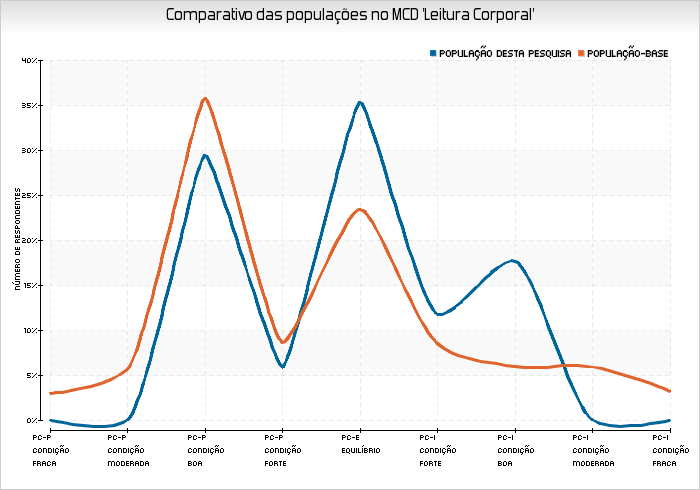 Comparativo das populações no MCD 'Leitura Corporal'
POPULAÇÃO DESTA PESQUISA
POPULAÇÃO-BASE
40%
35%
30%
25%
20%
15%
10%
5%
0%
NÚMERO DE RESPONDENTES
PC-P
CONDIÇÃO
FRACA
PC-P
CONDIÇÃO
MODERADA
PC-P
CONDIÇÃO
BOA
PC-P
CONDIÇÃO
FORTE
PC-E
EQUILÍBRIO
PC-I
CONDIÇÃO
FORTE
PC-I
CONDIÇÃO
BOA
PC-I
CONDIÇÃO
MODERADA
PC-I
CONDIÇÃO
FRACA